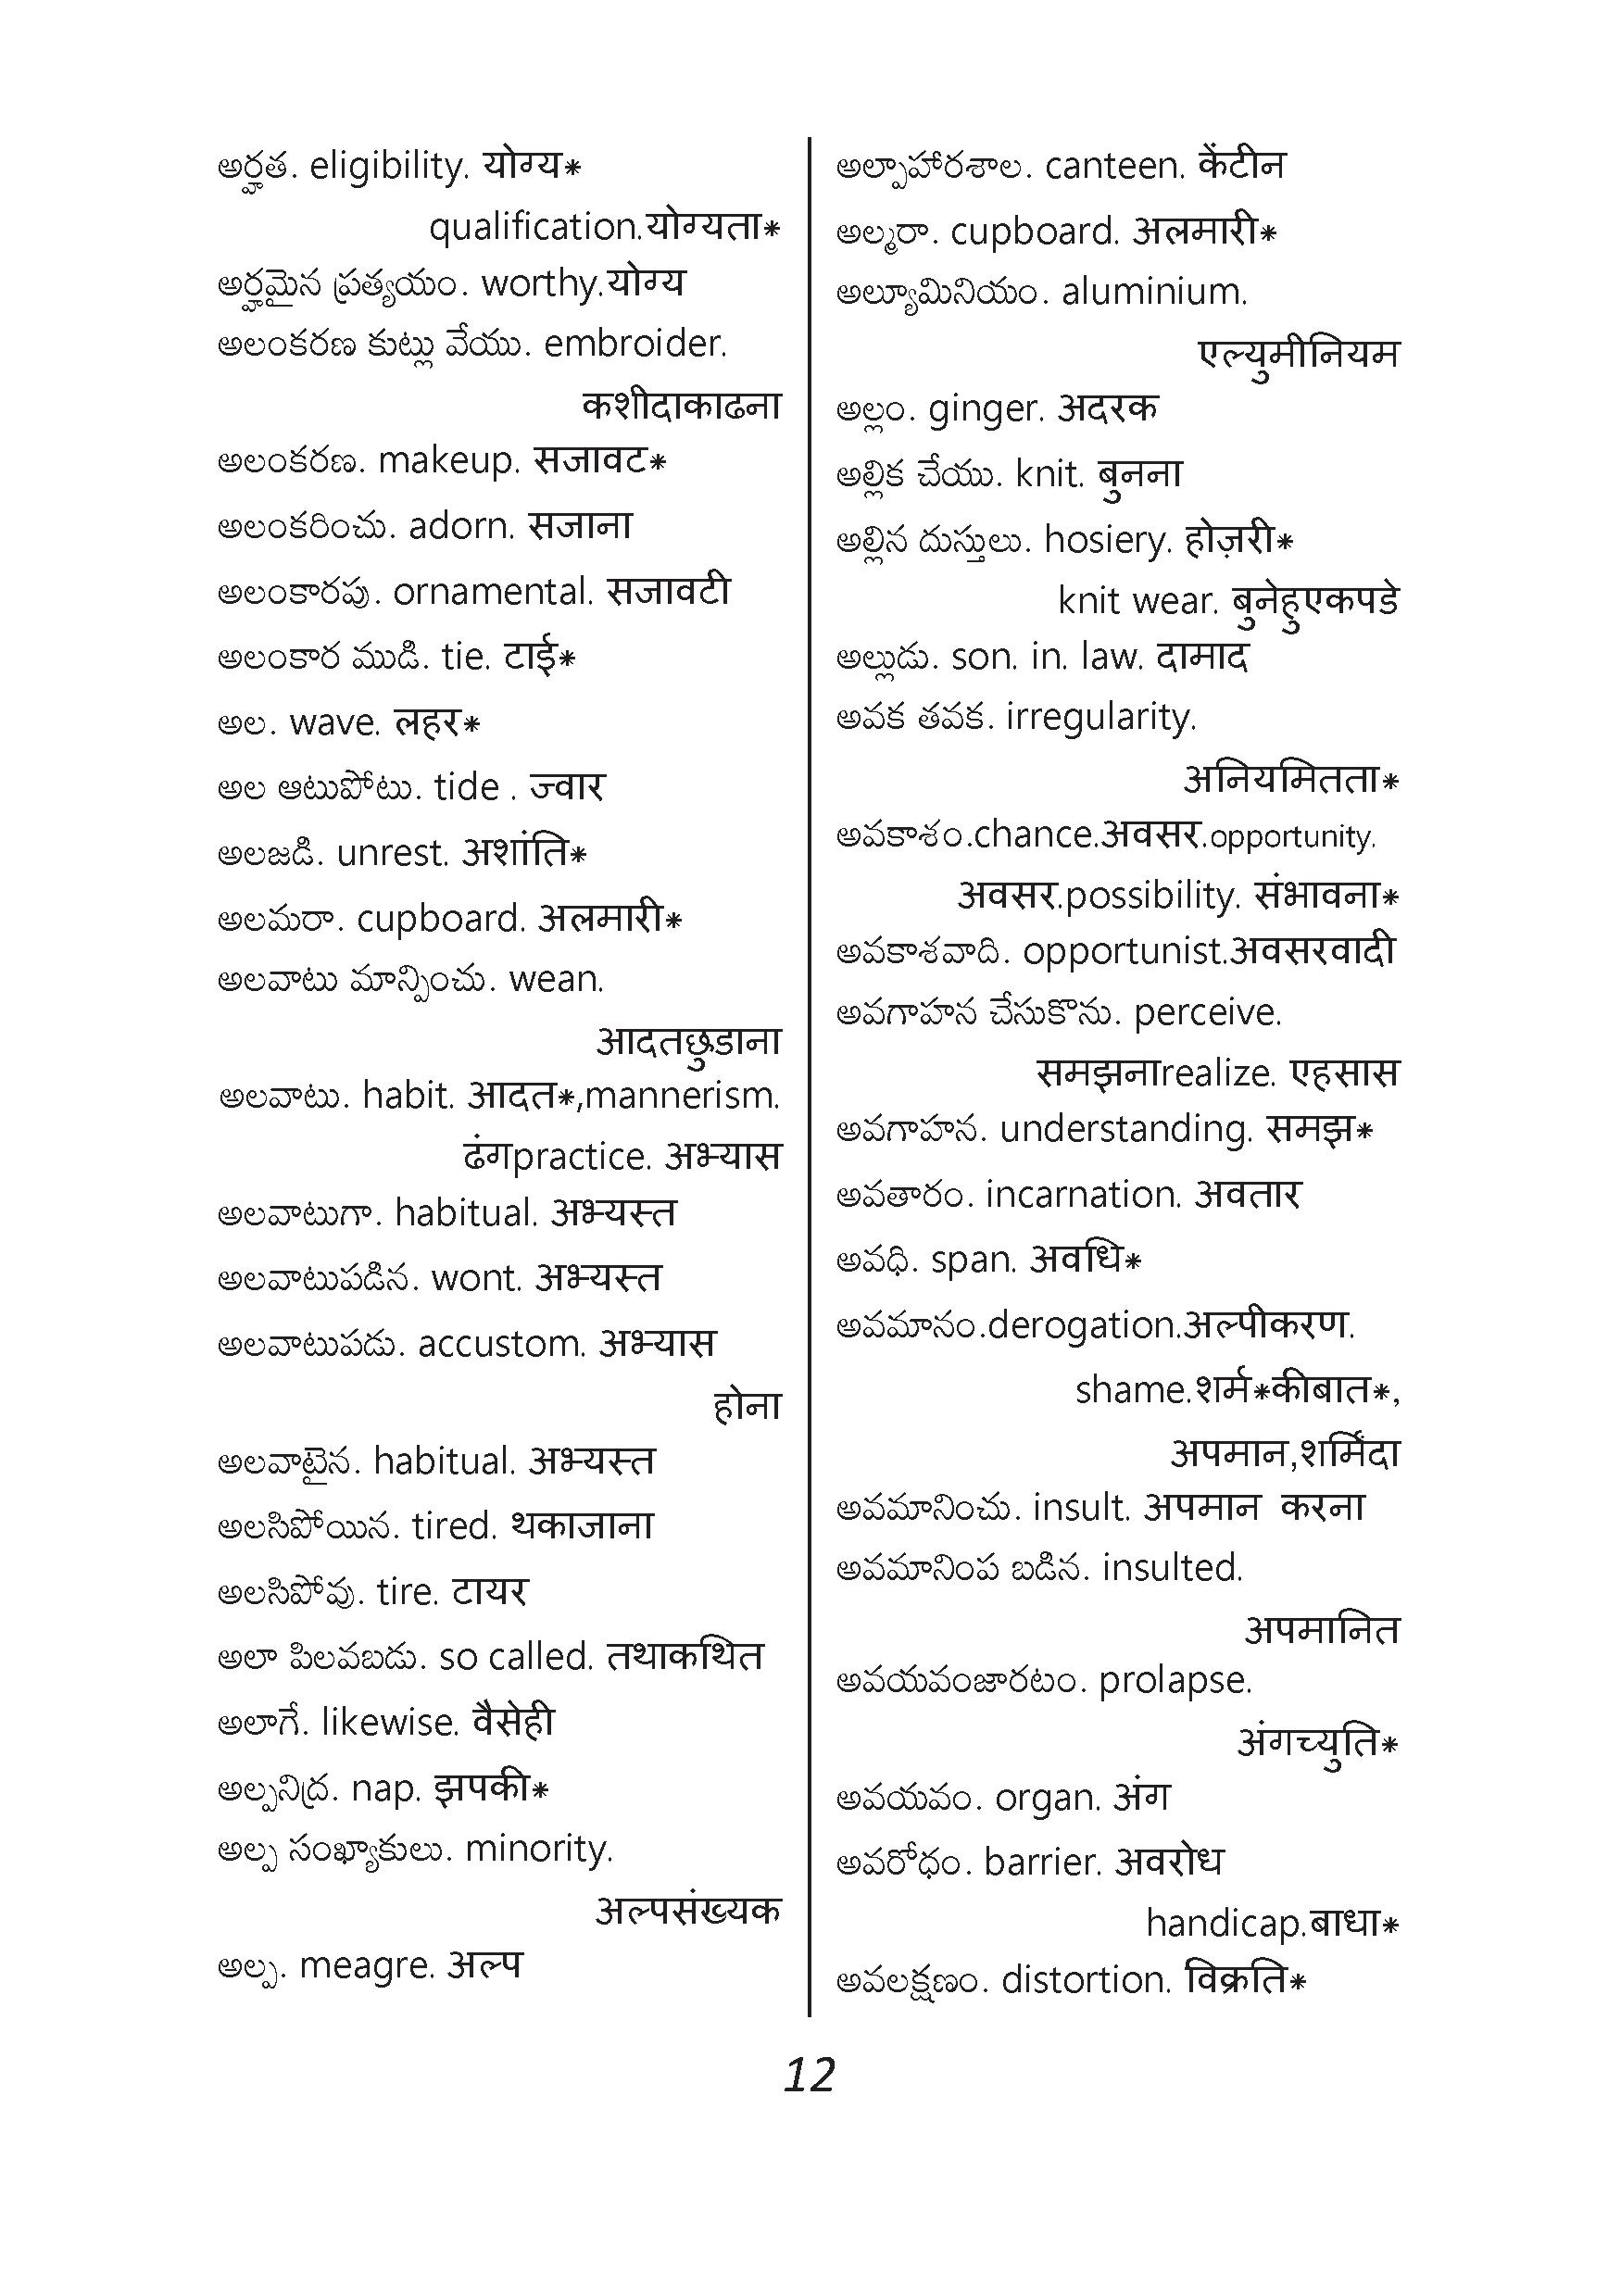 అర్హత. eligibility. योग्य*
qualification.योग्यता*
అర్హమైన ప్రత్యయం. worthy.योग्य
అలంకరణ కుట్లు వేయు. embroider.
कशीदाकाढना
అలంకరణ. makeup. सजावट*
అలంకరించు. adorn. सजाना
అలంకారపు. ornamental. सजावटी
అలంకార ముడి. tie. टाई*
అల. wave. लहर*
అల ఆటుపోటు. tide . ज्वार
అలజడి. unrest. अशांति*
అలమరా. cupboard. अलमारी*
అలవాటు మాన్పించు. wean.
आदतछुडाना
అలవాటు. habit. आदत*,mannerism.
ढंगpractice. अभ्यास
అలవాటుగా. habitual. अभ्यस्त
అలవాటుపడిన. wont. अभ्यस्त
అలవాటుపడు. accustom. अभ्यास
होना
అలవాటైన. habitual. अभ्यस्त
అలసిపోయిన. tired. थकाजाना
అలసిపోవు. tire. टायर
అలా పిలవబడు. so called. तथाकथित
అలాగే. likewise. वैसेही
అల్పనిద్ర. nap. झपकी*
అల్ప సంఖ్యాకులు. minority.
अल्पसंख्यक
అల్ప. meagre. अल्प
అల్పాహారశాల. canteen. केंटीन
అల్మరా. cupboard. अलमारी*
అల్యూమినియం. aluminium.
एल्युमीनियम
అల్లం. ginger. अदरक
అల్లిక చేయు. knit. बुनना
అల్లిన దుస్తులు. hosiery. होज़री*
knit wear. बुनेहुएकपडे
అల్లుడు. son. in. law. दामाद
అవక తవక. irregularity.
अनियमितता*
అవకాశం.chance.अवसर.opportunity.
अवसर.possibility. संभावना*
అవకాశవాది. opportunist.अवसरवादी
అవగాహన చేసుకొను. perceive.
समझनाrealize. एहसास
అవగాహన. understanding. समझ*
అవతారం. incarnation. अवतार
అవధి. span. अवधि*
అవమానం.derogation.अल्पीकरण.
shame.शर्म*कीबात*,
अपमान,शर्मिंदा
అవమానించు. insult. अपमान करना
అవమానింప బడిన. insulted.
अपमानित
అవయవంజారటం. prolapse.
अंगच्युति*
అవయవం. organ. अंग
అవరోధం. barrier. अवरोध
handicap.बाधा*
అవలక్షణం. distortion. विक्रति*
12